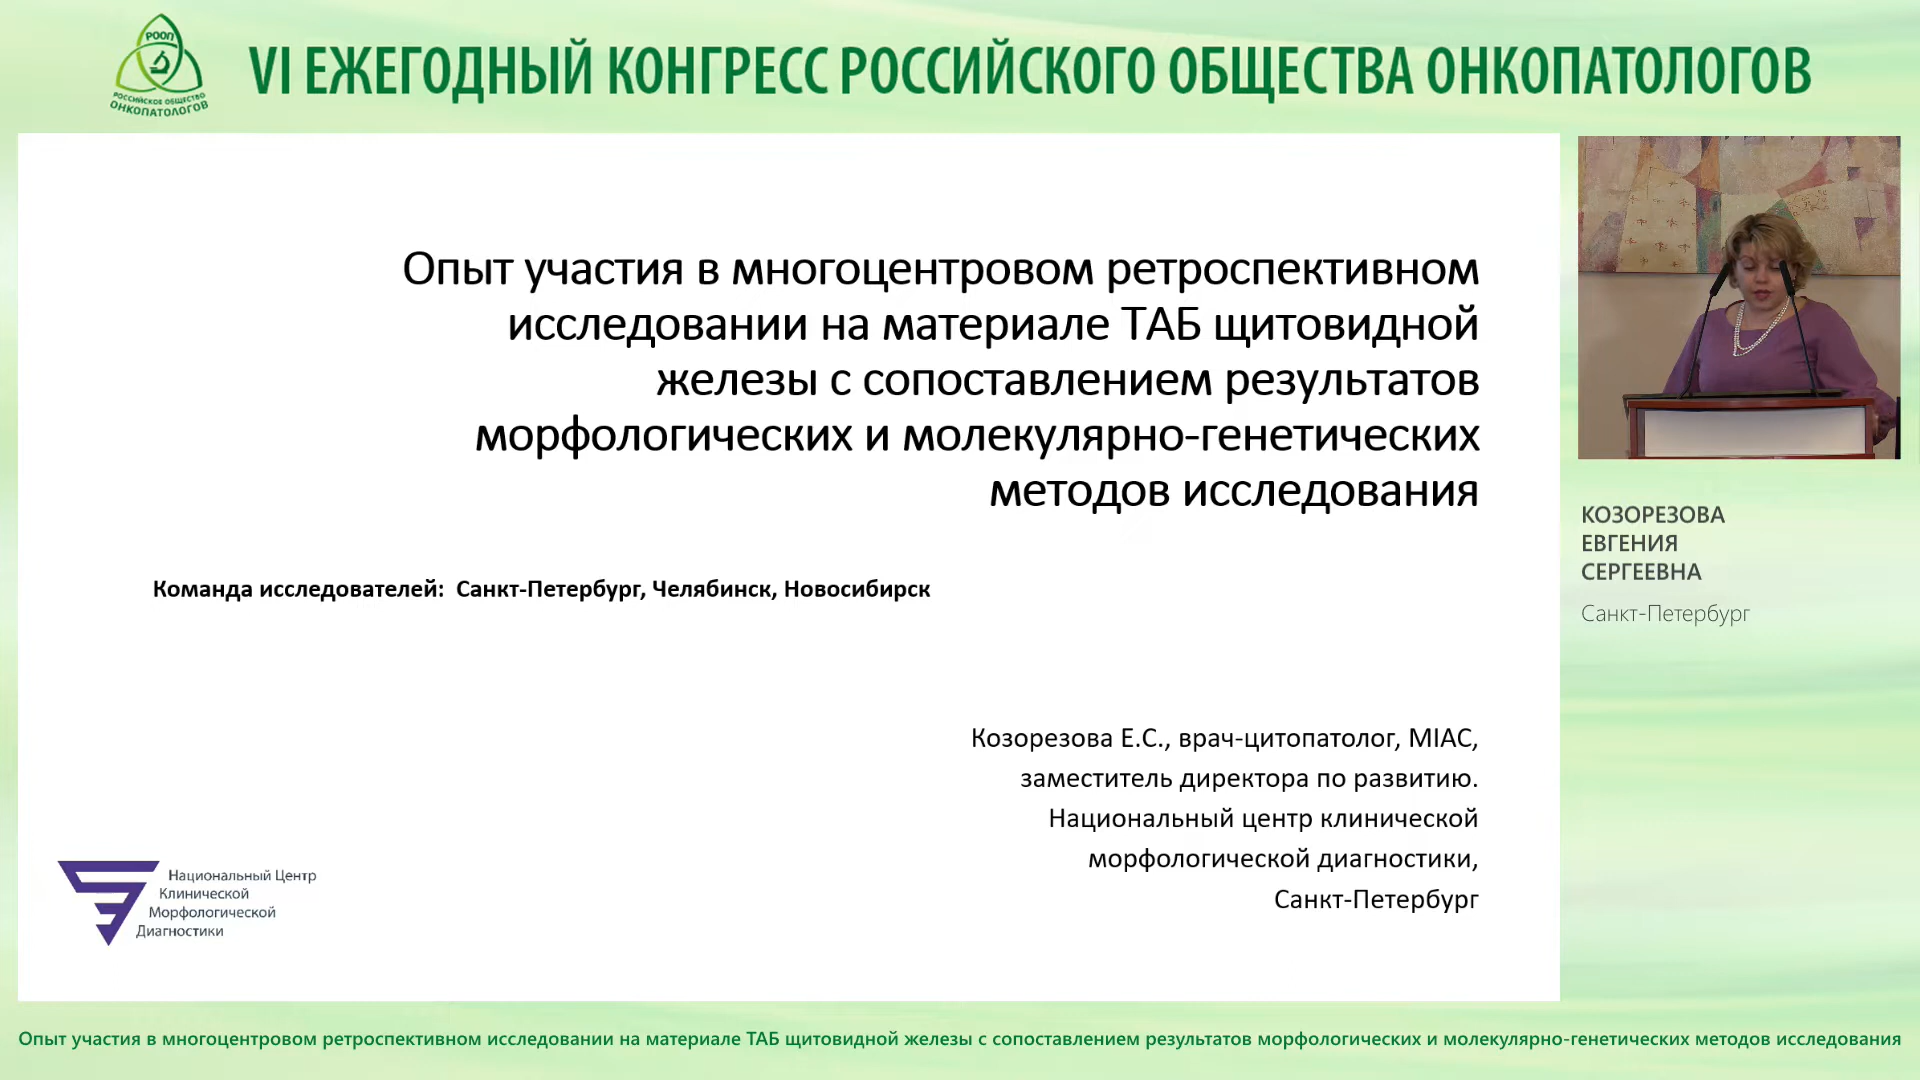 РООП
РОССИЙСКОЕ ОБЩЕСТВО
ОНКОПАТОЛОГОВ
VI ЕЖЕГОДНЫЙ КОНГРЕСС РОССИЙСКОГО ОБЩЕСТВА ОНКОПАТОЛОГОВ
Опыт участия в многоцентровом ретроспективном
исследовании на материале ТАБ щитовидной
железы с сопоставлением результатов
морфологических и молекулярно-генетических
методов исследования
Команда исследователей: Санкт-Петербург, Челябинск, Новосибирск
Козорезова Е.С., врач-цитопатолог, MIAC,
заместитель директора по развитию.
Национальный центр клинической
морфологической диагностики,
Санкт-Петербург
Национальный Центр
Клинической
Морфологической
Диагностики
КОЗОРЕЗОВА
ЕВГЕНИЯ
СЕРГЕЕВНА
Санкт-Петербург
Опыт участия в многоцентровом ретроспективном исследовании на материале ТАБ щитовидной железы с сопоставлением результатов морфологических и молекулярно-генетических методов исследования